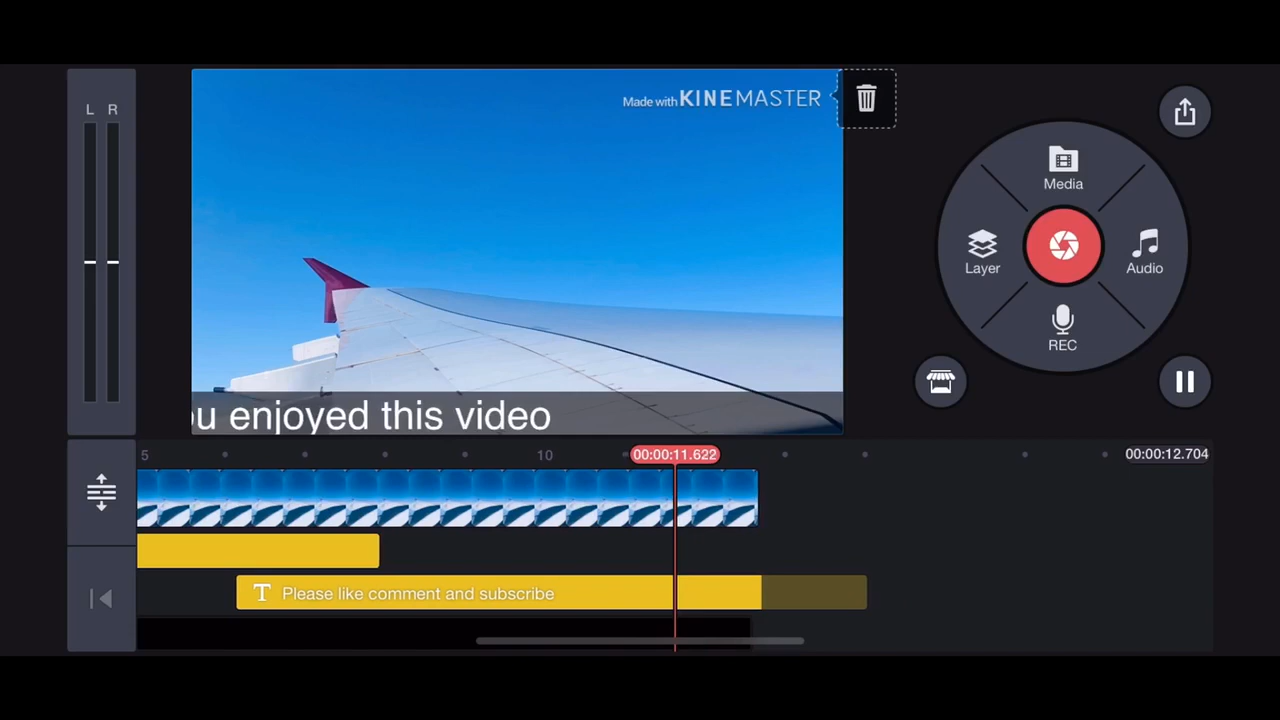 L R
Made with KINEMASTER
Media
Layer
Audio
REC
ou enjoyed this video
5
10
00:00:11.622
00:00:12.704
Please like comment and subscribe